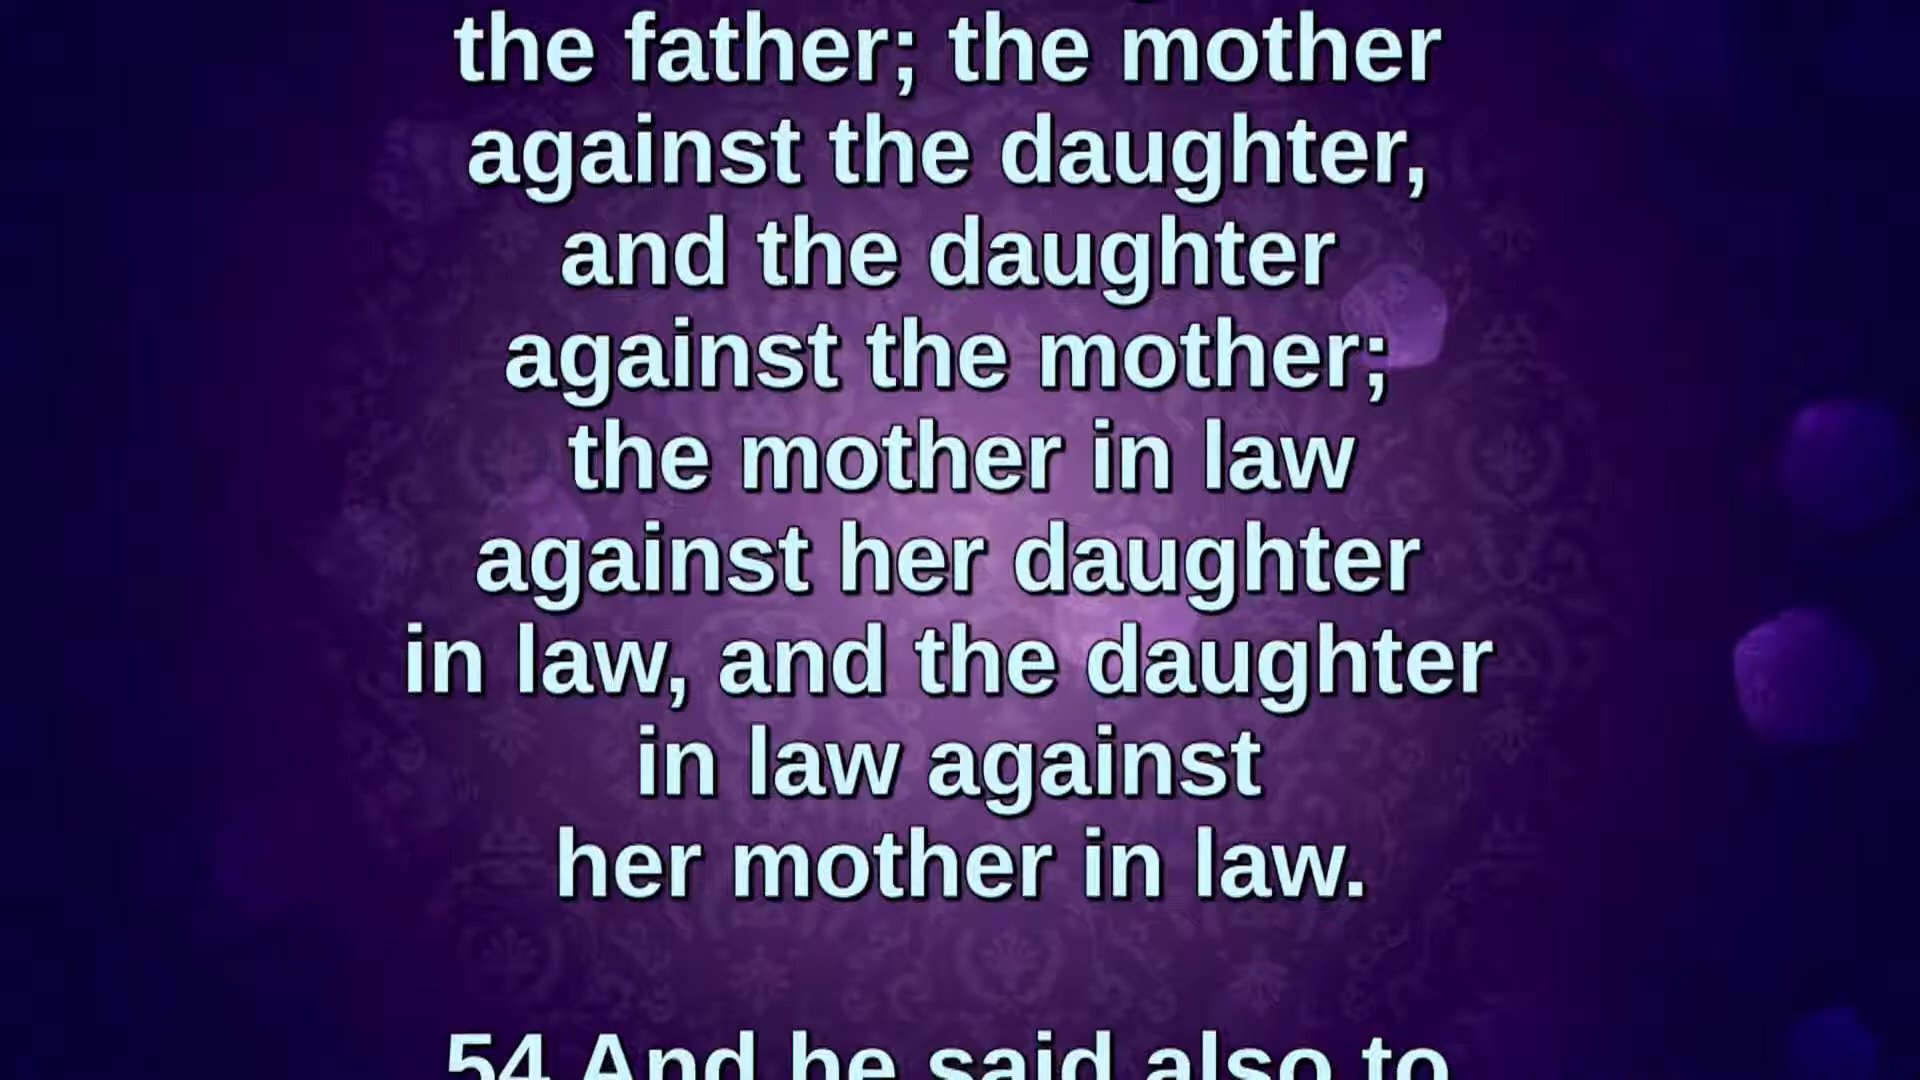 the father; the mother
against the daughter,
and the daughter
against the mother;
the mother in law
against her daughter
in law, and the daughter
in law against
her mother in law.
54 And he said also to